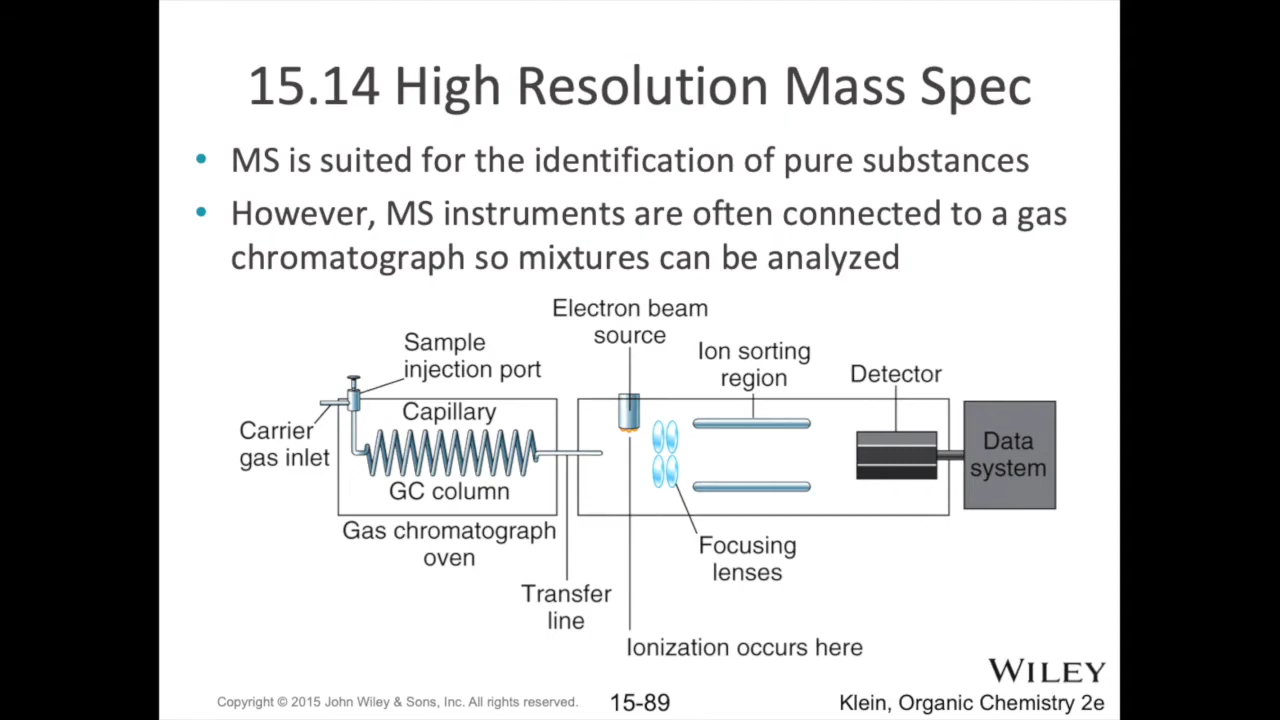 15.14 High Resolution Mass Spec
• MS is suited for the identification of pure substances
• However, MS instruments are often connected to a gas
chromatograph so mixtures can be analyzed
Electron beam
source
Sample
injection port
Ion sorting
region
Detector
Carrier
gas inlet
Capillary
GC column
Data
system
Gas chromatograph
oven
Focusing
lenses
Transfer
line
Ionization occurs here
WILEY
Copyright © 2015 John Wiley & Sons, Inc. All rights reserved.
15-89
Klein, Organic Chemistry 2e